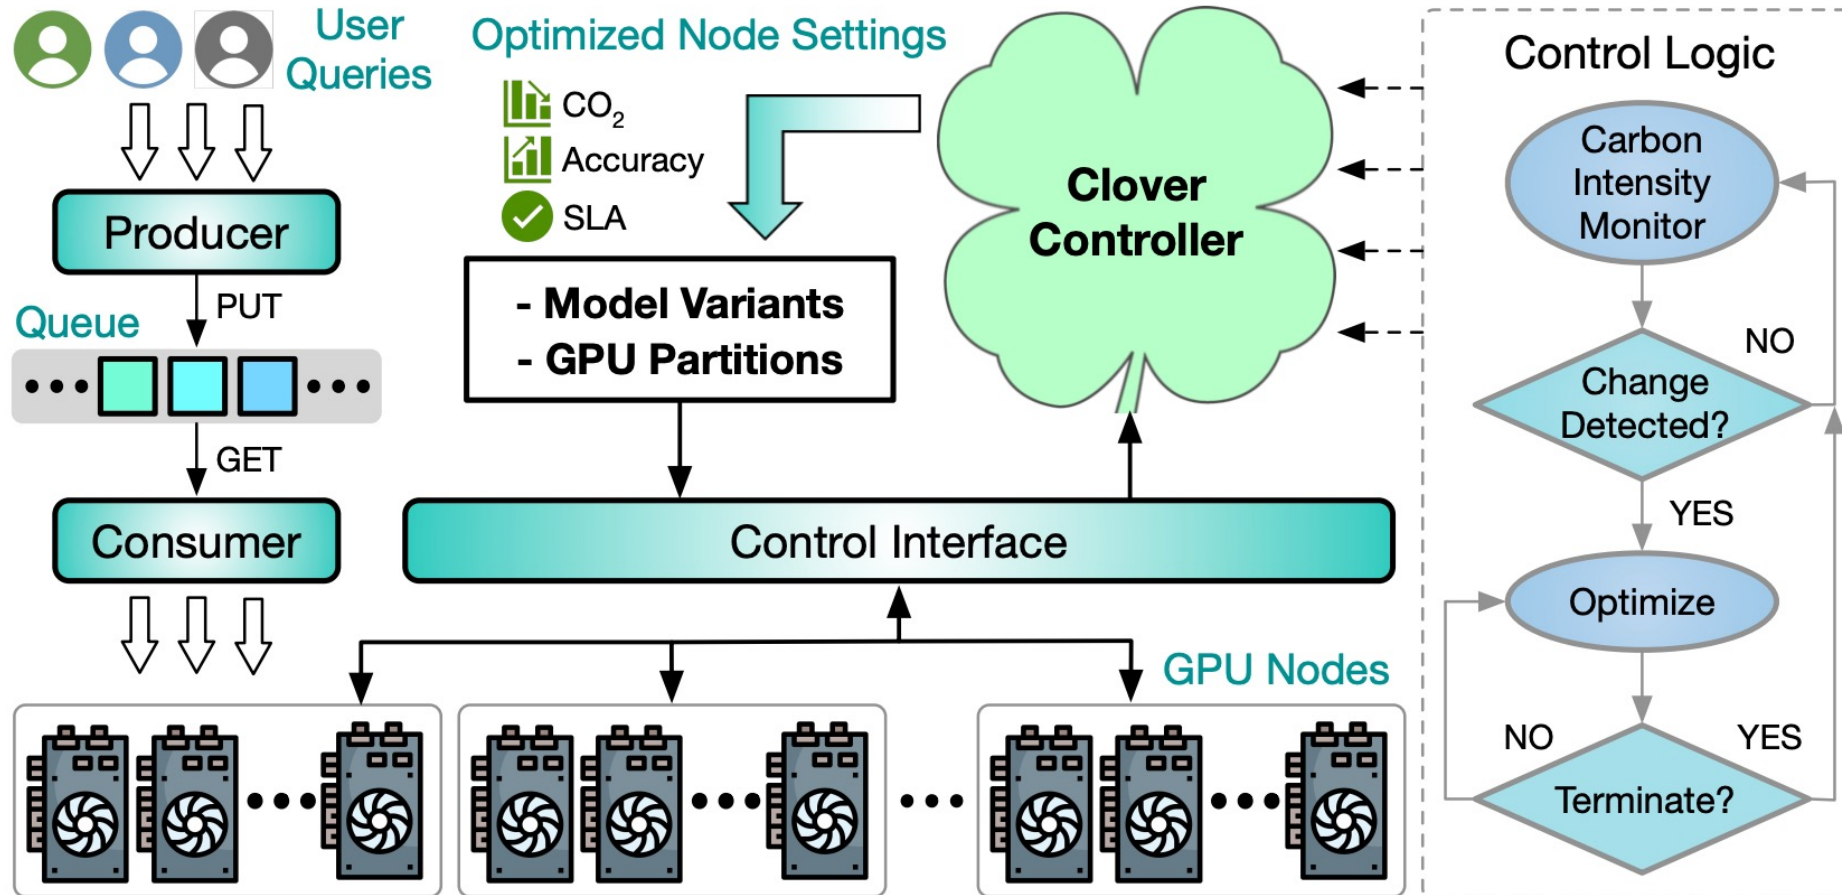 User
Queries
Producer
PUT
Queue
GET
Consumer
Optimized Node Settings
CO₂
Accuracy
SLA
- Model Variants
- GPU Partitions
Clover
Controller
Control Interface
GPU Nodes
Control Logic
Carbon
Intensity
Monitor
NO
Change
Detected?
YES
Optimize
NO
YES
Terminate?